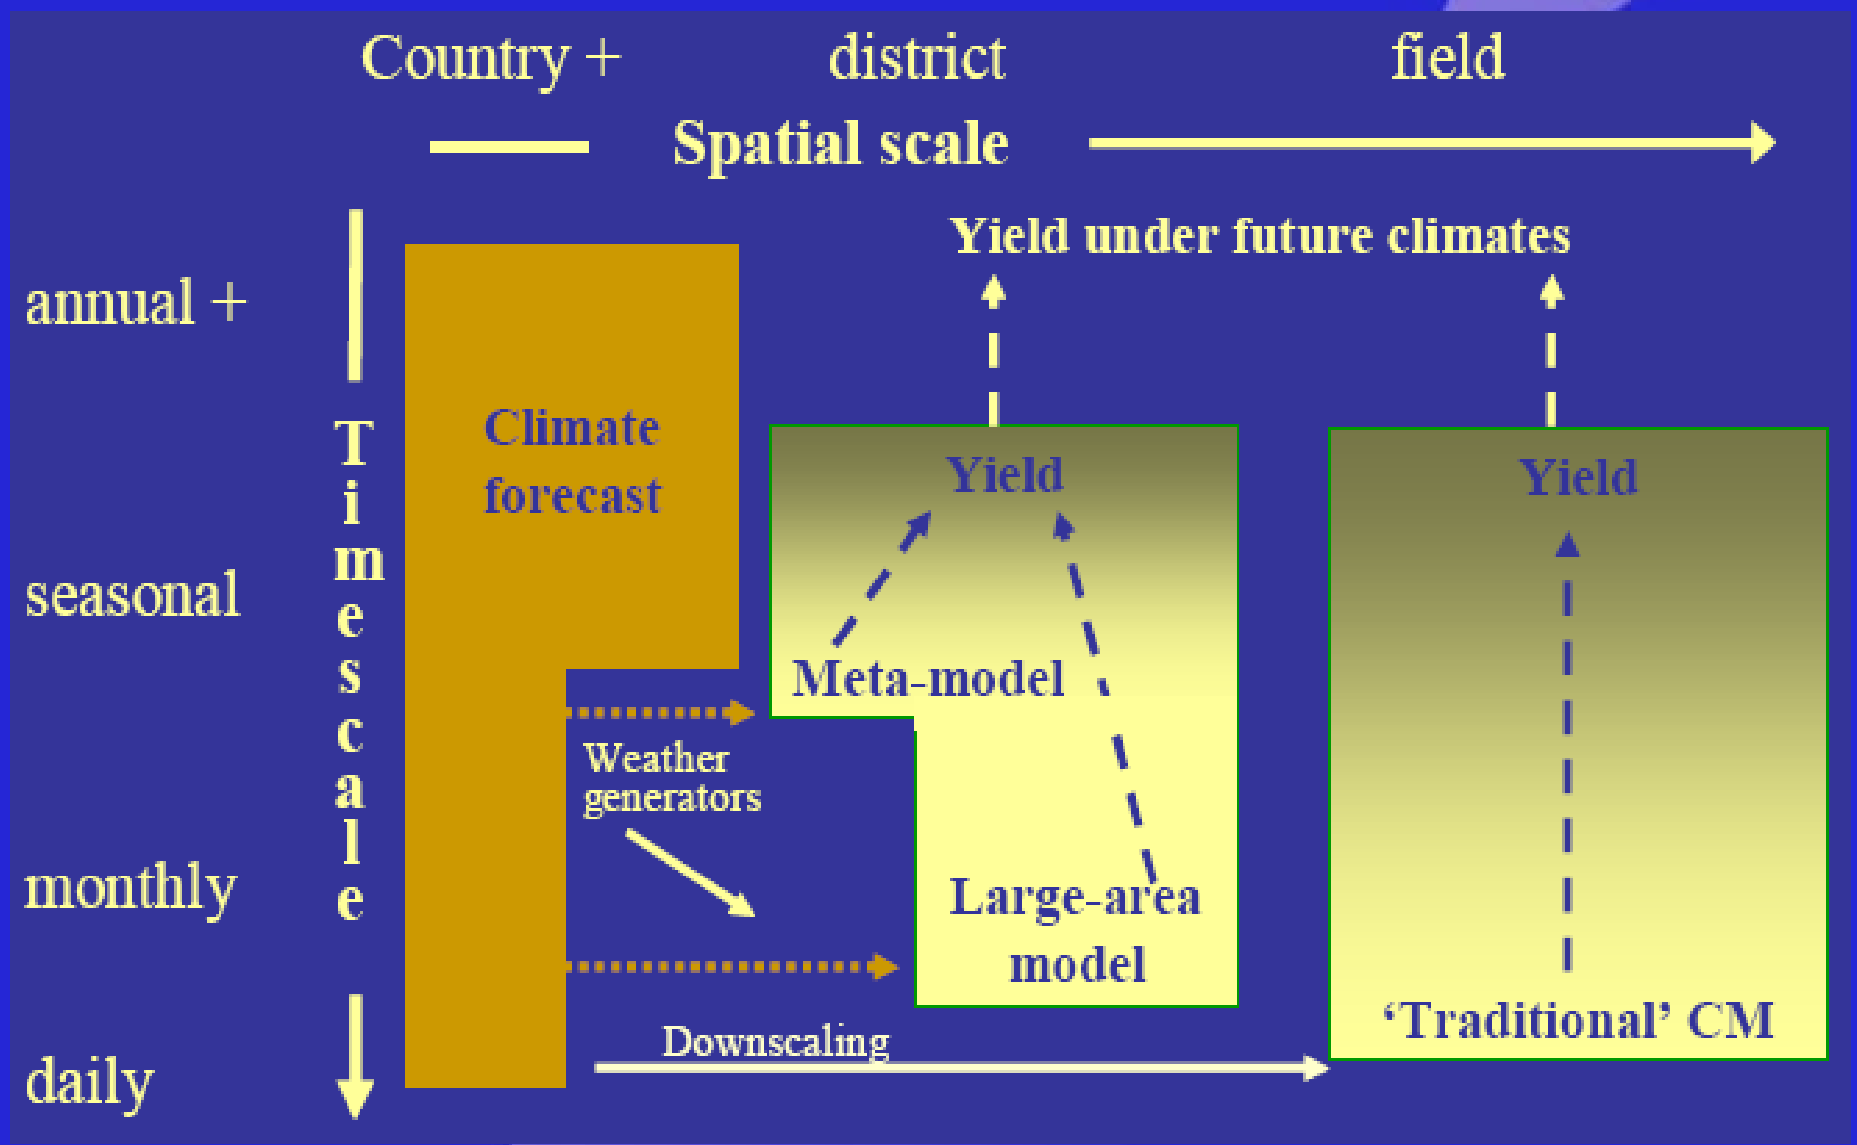 Country + district field
Spatial scale
Yield under future climates
annual +
seasonal
monthly
daily
Timescale
Climate
forecast
Yield
Meta-model
Weather
generators
Large-area
model
Downscaling
Yield
‘Traditional’ CM